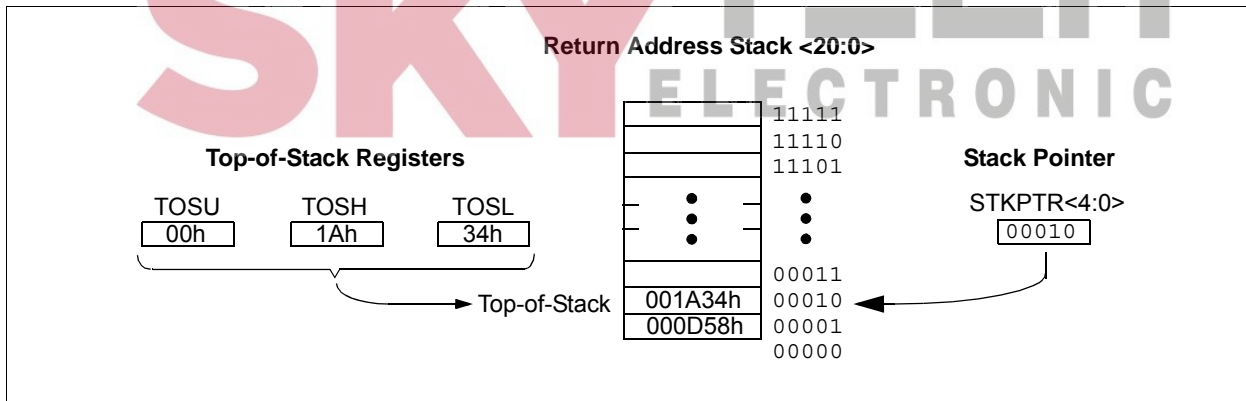 SKY TECH
ELECTRONIC
Return Address Stack <20:0>
11111
11110
11101
Top-of-Stack Registers
Stack Pointer
TOSU TOSH TOSL
00h 1Ah 34h
STKPTR<4:0>
00010
00011
Top-of-Stack 001A34h 00010
000D58h 00001
00000